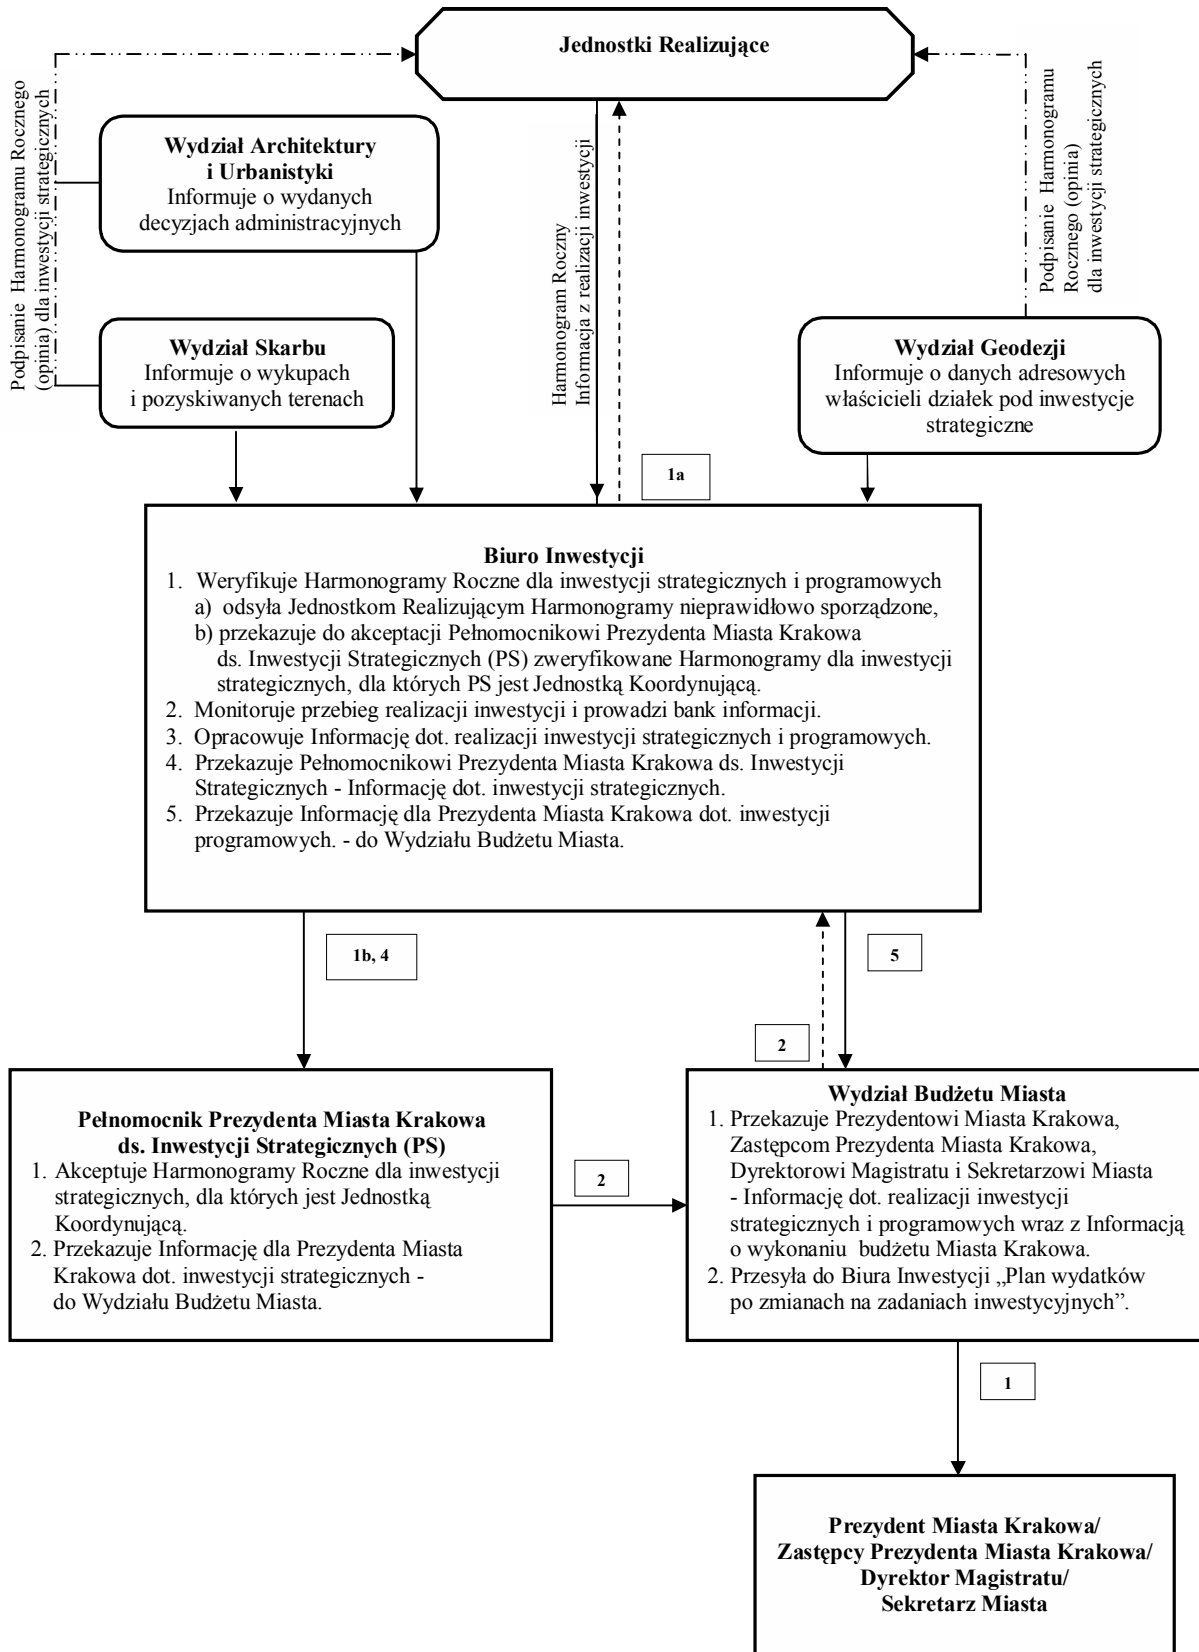 Jednostki Realizujące
Podpisanie Harmonogramu Rocznego
(opinia) dla inwestycji strategicznych
Wydział Architektury
i Urbanistyki
Informuje o wydanych
decyzjach administracyjnych
Harmonogram Roczny
Informacja z realizacji inwestycji
Podpisanie Harmonogramu
Rocznego (opinia)
dla inwestycji strategicznych
Wydział Skarbu
Informuje o wykupach
i pozyskiwanych terenach
Wydział Geodezji
Informuje o danych adresowych
właścicieli działek pod inwestycje
strategiczne
1a
Biuro Inwestycji
1. Weryfikuje Harmonogramy Roczne dla inwestycji strategicznych i programowych
a) odsyła Jednostkom Realizującym Harmonogramy nieprawidłowo sporządzone,
b) przekazuje do akceptacji Pełnomocnikowi Prezydenta Miasta Krakowa
ds. Inwestycji Strategicznych (PS) zweryfikowane Harmonogramy dla inwestycji
strategicznych, dla których PS jest Jednostką Koordynującą.
2. Monitoruje przebieg realizacji inwestycji i prowadzi bank informacji.
3. Opracowuje Informację dot. realizacji inwestycji strategicznych i programowych.
4. Przekazuje Pełnomocnikowi Prezydenta Miasta Krakowa ds. Inwestycji
Strategicznych - Informację dot. inwestycji strategicznych.
5. Przekazuje Informację dla Prezydenta Miasta Krakowa dot. inwestycji
programowych. - do Wydziału Budżetu Miasta.
1b, 4
5
2
Pełnomocnik Prezydenta Miasta Krakowa
ds. Inwestycji Strategicznych (PS)
1. Akceptuje Harmonogramy Roczne dla inwestycji
strategicznych, dla których jest Jednostką
Koordynującą.
2. Przekazuje Informację dla Prezydenta Miasta
Krakowa dot. inwestycji strategicznych -
do Wydziału Budżetu Miasta.
2
Wydział Budżetu Miasta
1. Przekazuje Prezydentowi Miasta Krakowa,
Zastępcom Prezydenta Miasta Krakowa,
Dyrektorowi Magistratu i Sekretarzowi Miasta
- Informację dot. realizacji inwestycji
strategicznych i programowych wraz z Informacją
o wykonaniu budżetu Miasta Krakowa.
2. Przesyła do Biura Inwestycji „Plan wydatków
po zmianach na zadaniach inwestycyjnych”.
1
Prezydent Miasta Krakowa/
Zastępcy Prezydenta Miasta Krakowa/
Dyrektor Magistratu/
Sekretarz Miasta